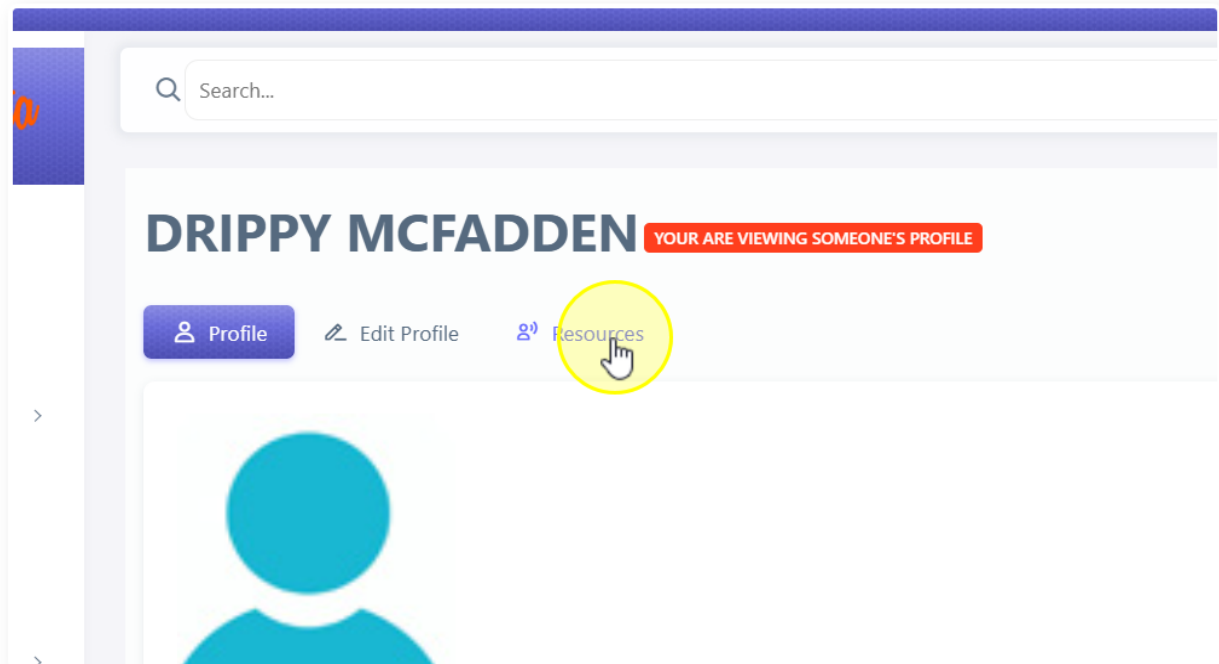 Search...
DRIPPY MCFADDEN YOUR ARE VIEWING SOMEONE'S PROFILE
Profile Edit Profile Resources